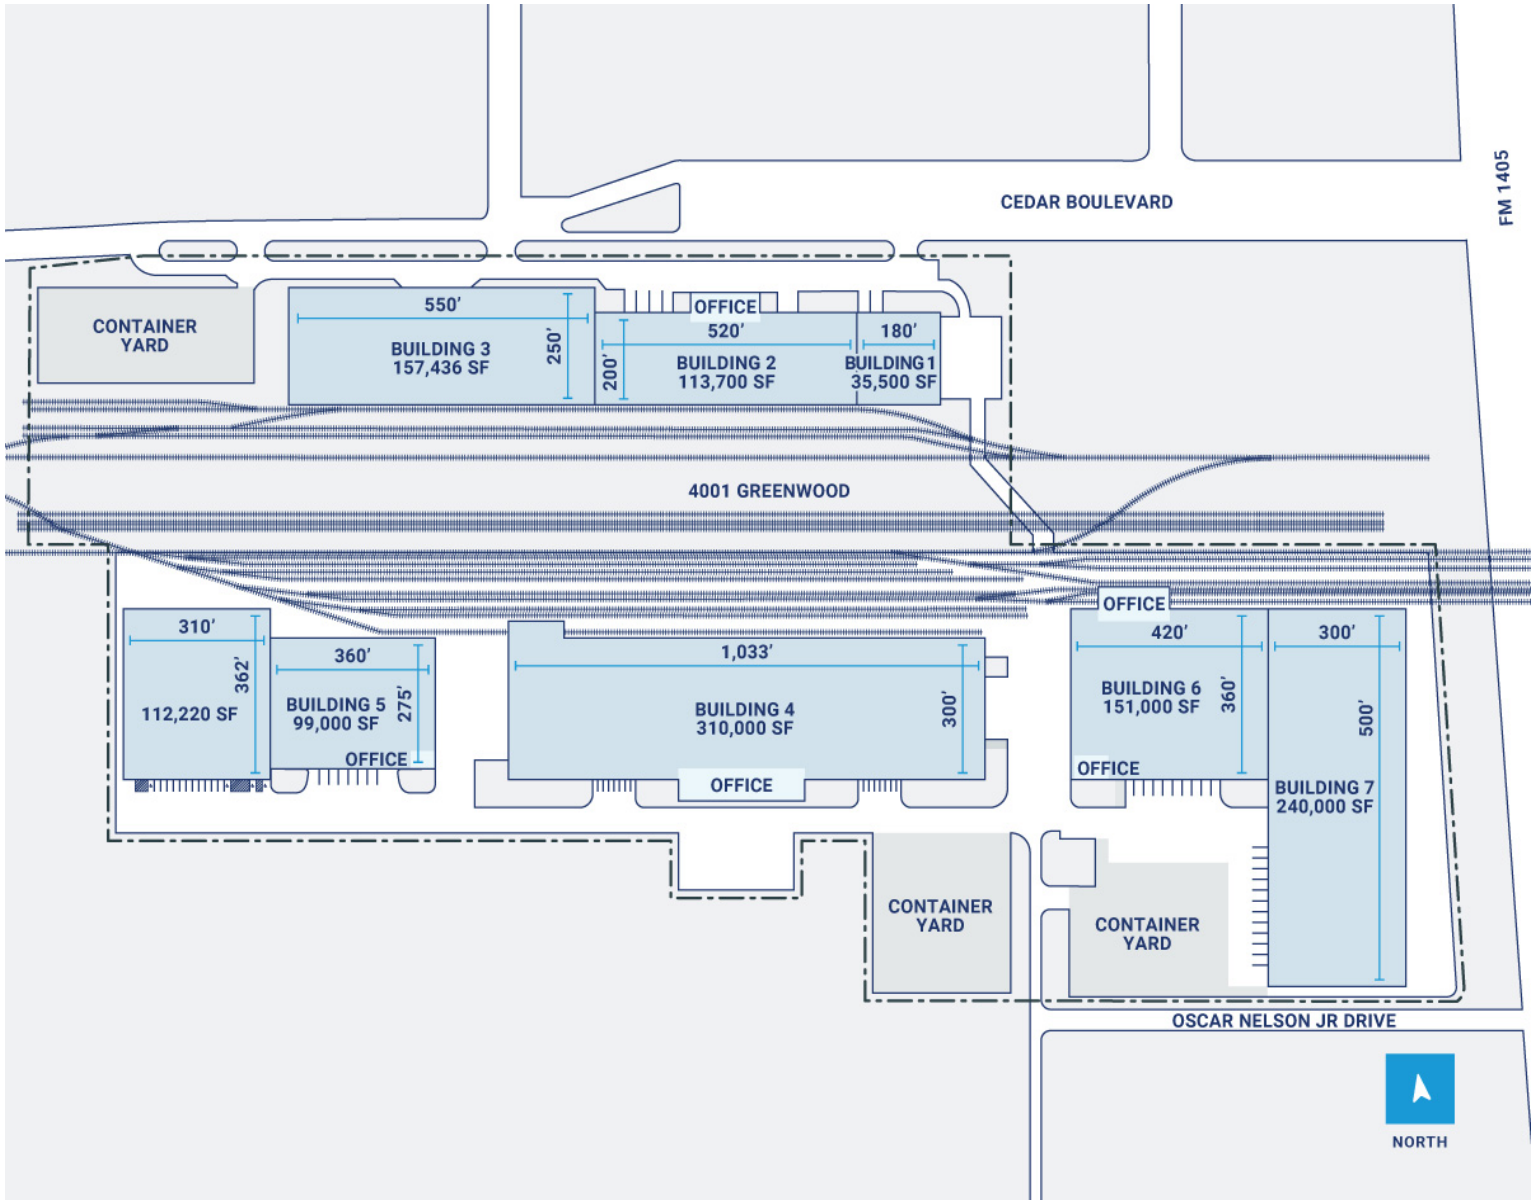 FM 1405
CEDAR BOULEVARD
CONTAINER
YARD
550’
250’
BUILDING 3
157,436 SF
OFFICE
520’
200’
BUILDING 2
113,700 SF
180’
BUILDING 1
35,500 SF
4001 GREENWOOD
310’
362’
112,220 SF
360’
275’
BUILDING 5
99,000 SF
OFFICE
1,033’
300’
BUILDING 4
310,000 SF
OFFICE
OFFICE
420’
360’
BUILDING 6
151,000 SF
OFFICE
300’
500’
BUILDING 7
240,000 SF
CONTAINER
YARD
CONTAINER
YARD
OSCAR NELSON JR DRIVE
NORTH